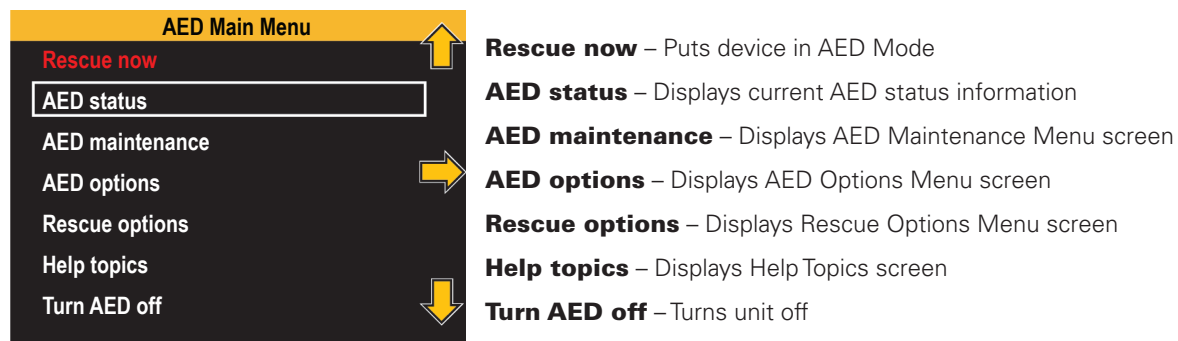 AED Main Menu
Rescue now
AED status
AED maintenance
AED options
Rescue options
Help topics
Turn AED off
Rescue now – Puts device in AED Mode
AED status – Displays current AED status information
AED maintenance – Displays AED Maintenance Menu screen
AED options – Displays AED Options Menu screen
Rescue options – Displays Rescue Options Menu screen
Help topics – Displays Help Topics screen
Turn AED off – Turns unit off